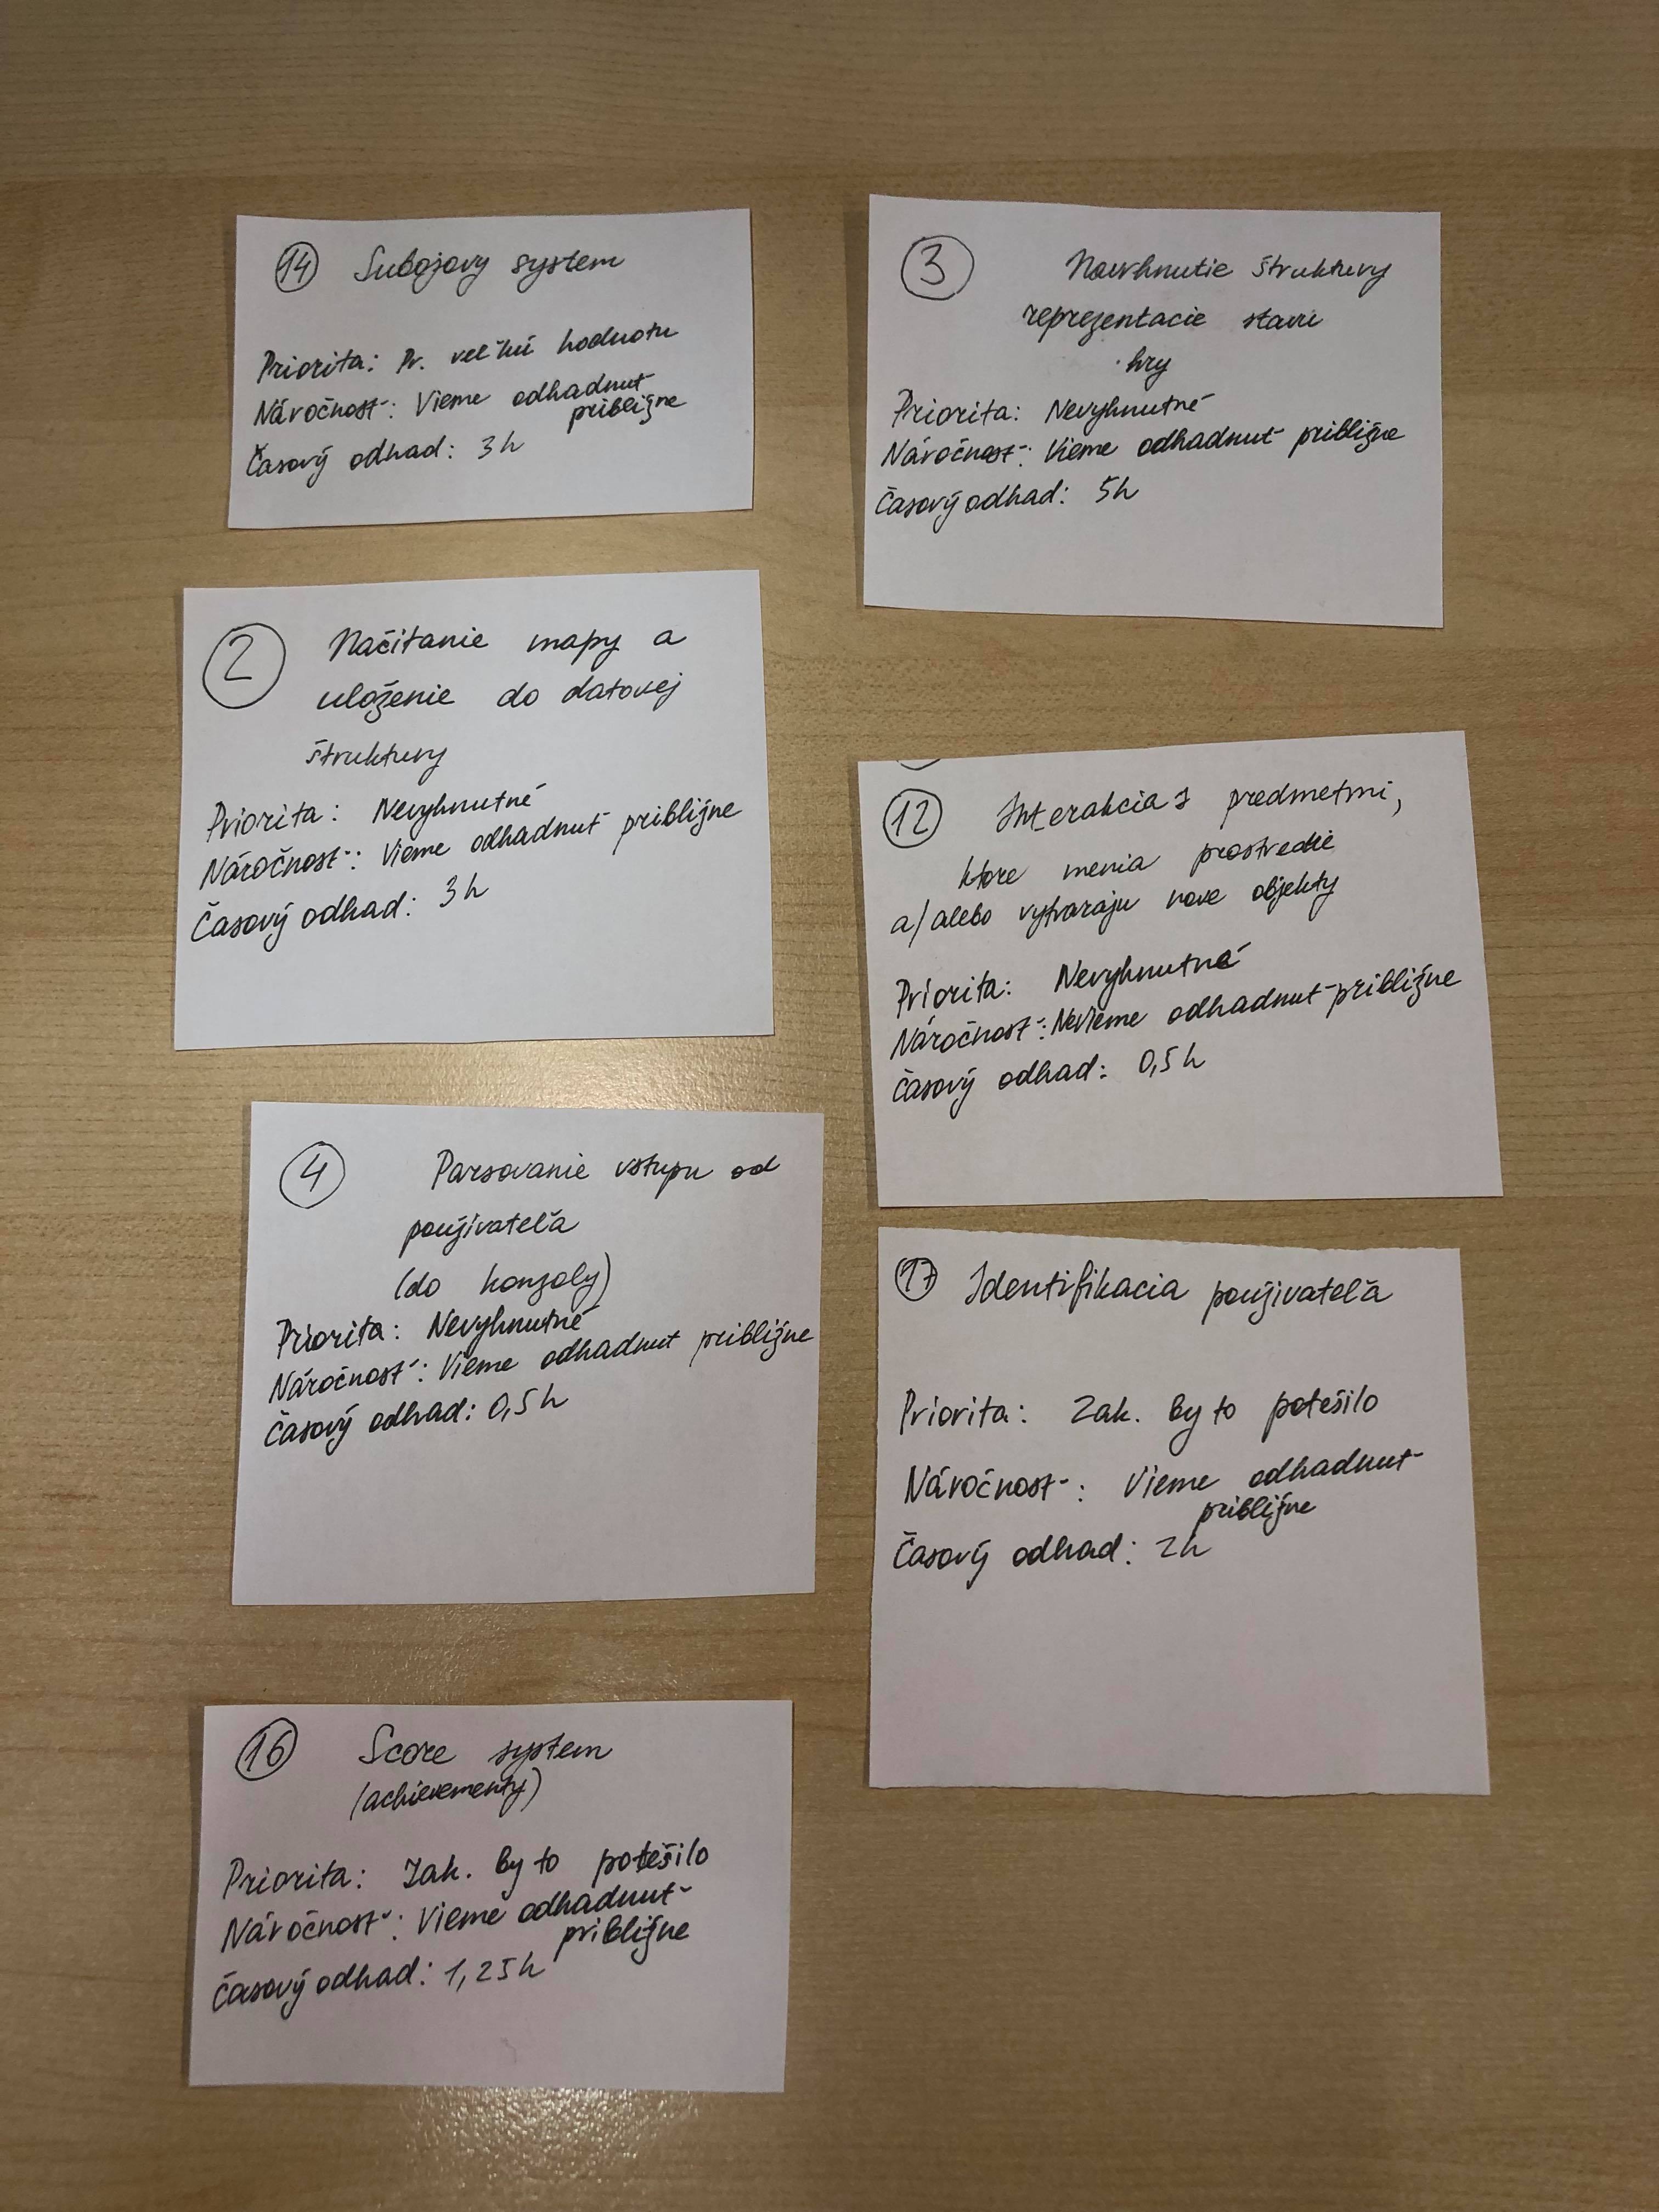 14 Subojovy system
Priorita: Pr. veľkú hodnotu
Náročnosť: Vieme odhadnuť
približne
Časový odhad: 3h
3 Navrhnutie štruktury
reprezentacie stavu
hry
Priorita: Nevyhnutné
Náročnosť: Vieme odhadnuť približne
Časový odhad: 5h
2 Načitanie mapy a
uloženie do datovej
štruktury
Priorita: Nevyhnutné
Náročnosť: Vieme odhadnuť približne
Časový odhad: 3h
12 Interakcia s predmetmi,
ktore menia prostredie
a/alebo vytvaraju nove objekty
Priorita: Nevyhnutné
Náročnosť: Nevieme odhadnuť približne
Časový odhad: 0,5h
4 Parsovanie vstupu od
použivateľa
(do konzoly)
Priorita: Nevyhnutné
Náročnosť: Vieme odhadnut približne
Časový odhad: 0,5h
17 Identifikacia použivateľa
Priorita: Zak. by to potešilo
Náročnosť: Vieme odhadnuť
približne
Časový odhad: 2h
16 Score system
(achievementy)
Priorita: Zak. by to potešilo
Náročnosť: Vieme odhadnuť
približne
Časový odhad: 1,25h